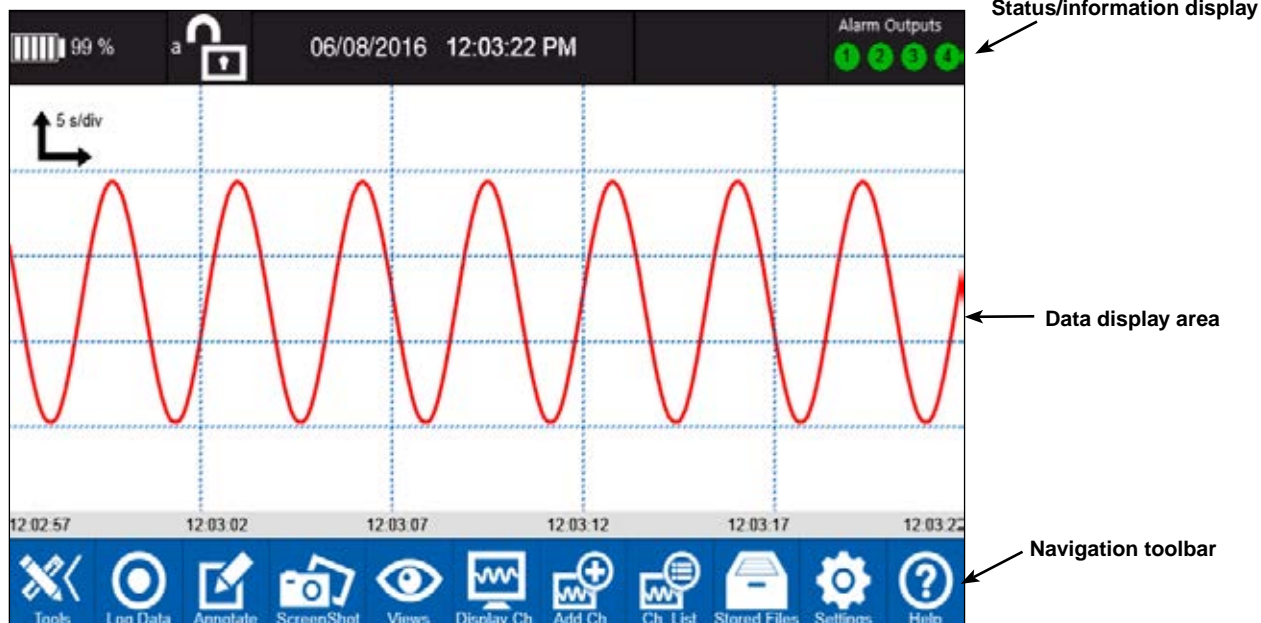 Status/information display
99 %
a
06/08/2016 12:03:22 PM
Alarm Outputs
1 2 3 4
5 s/div
Data display area
12:02:57 12:03:02 12:03:07 12:03:12 12:03:17 12:03:22
Navigation toolbar
Tools Log Data Annotate ScreenShot Views Display Ch Add Ch Ch List Stored Files Settings Help